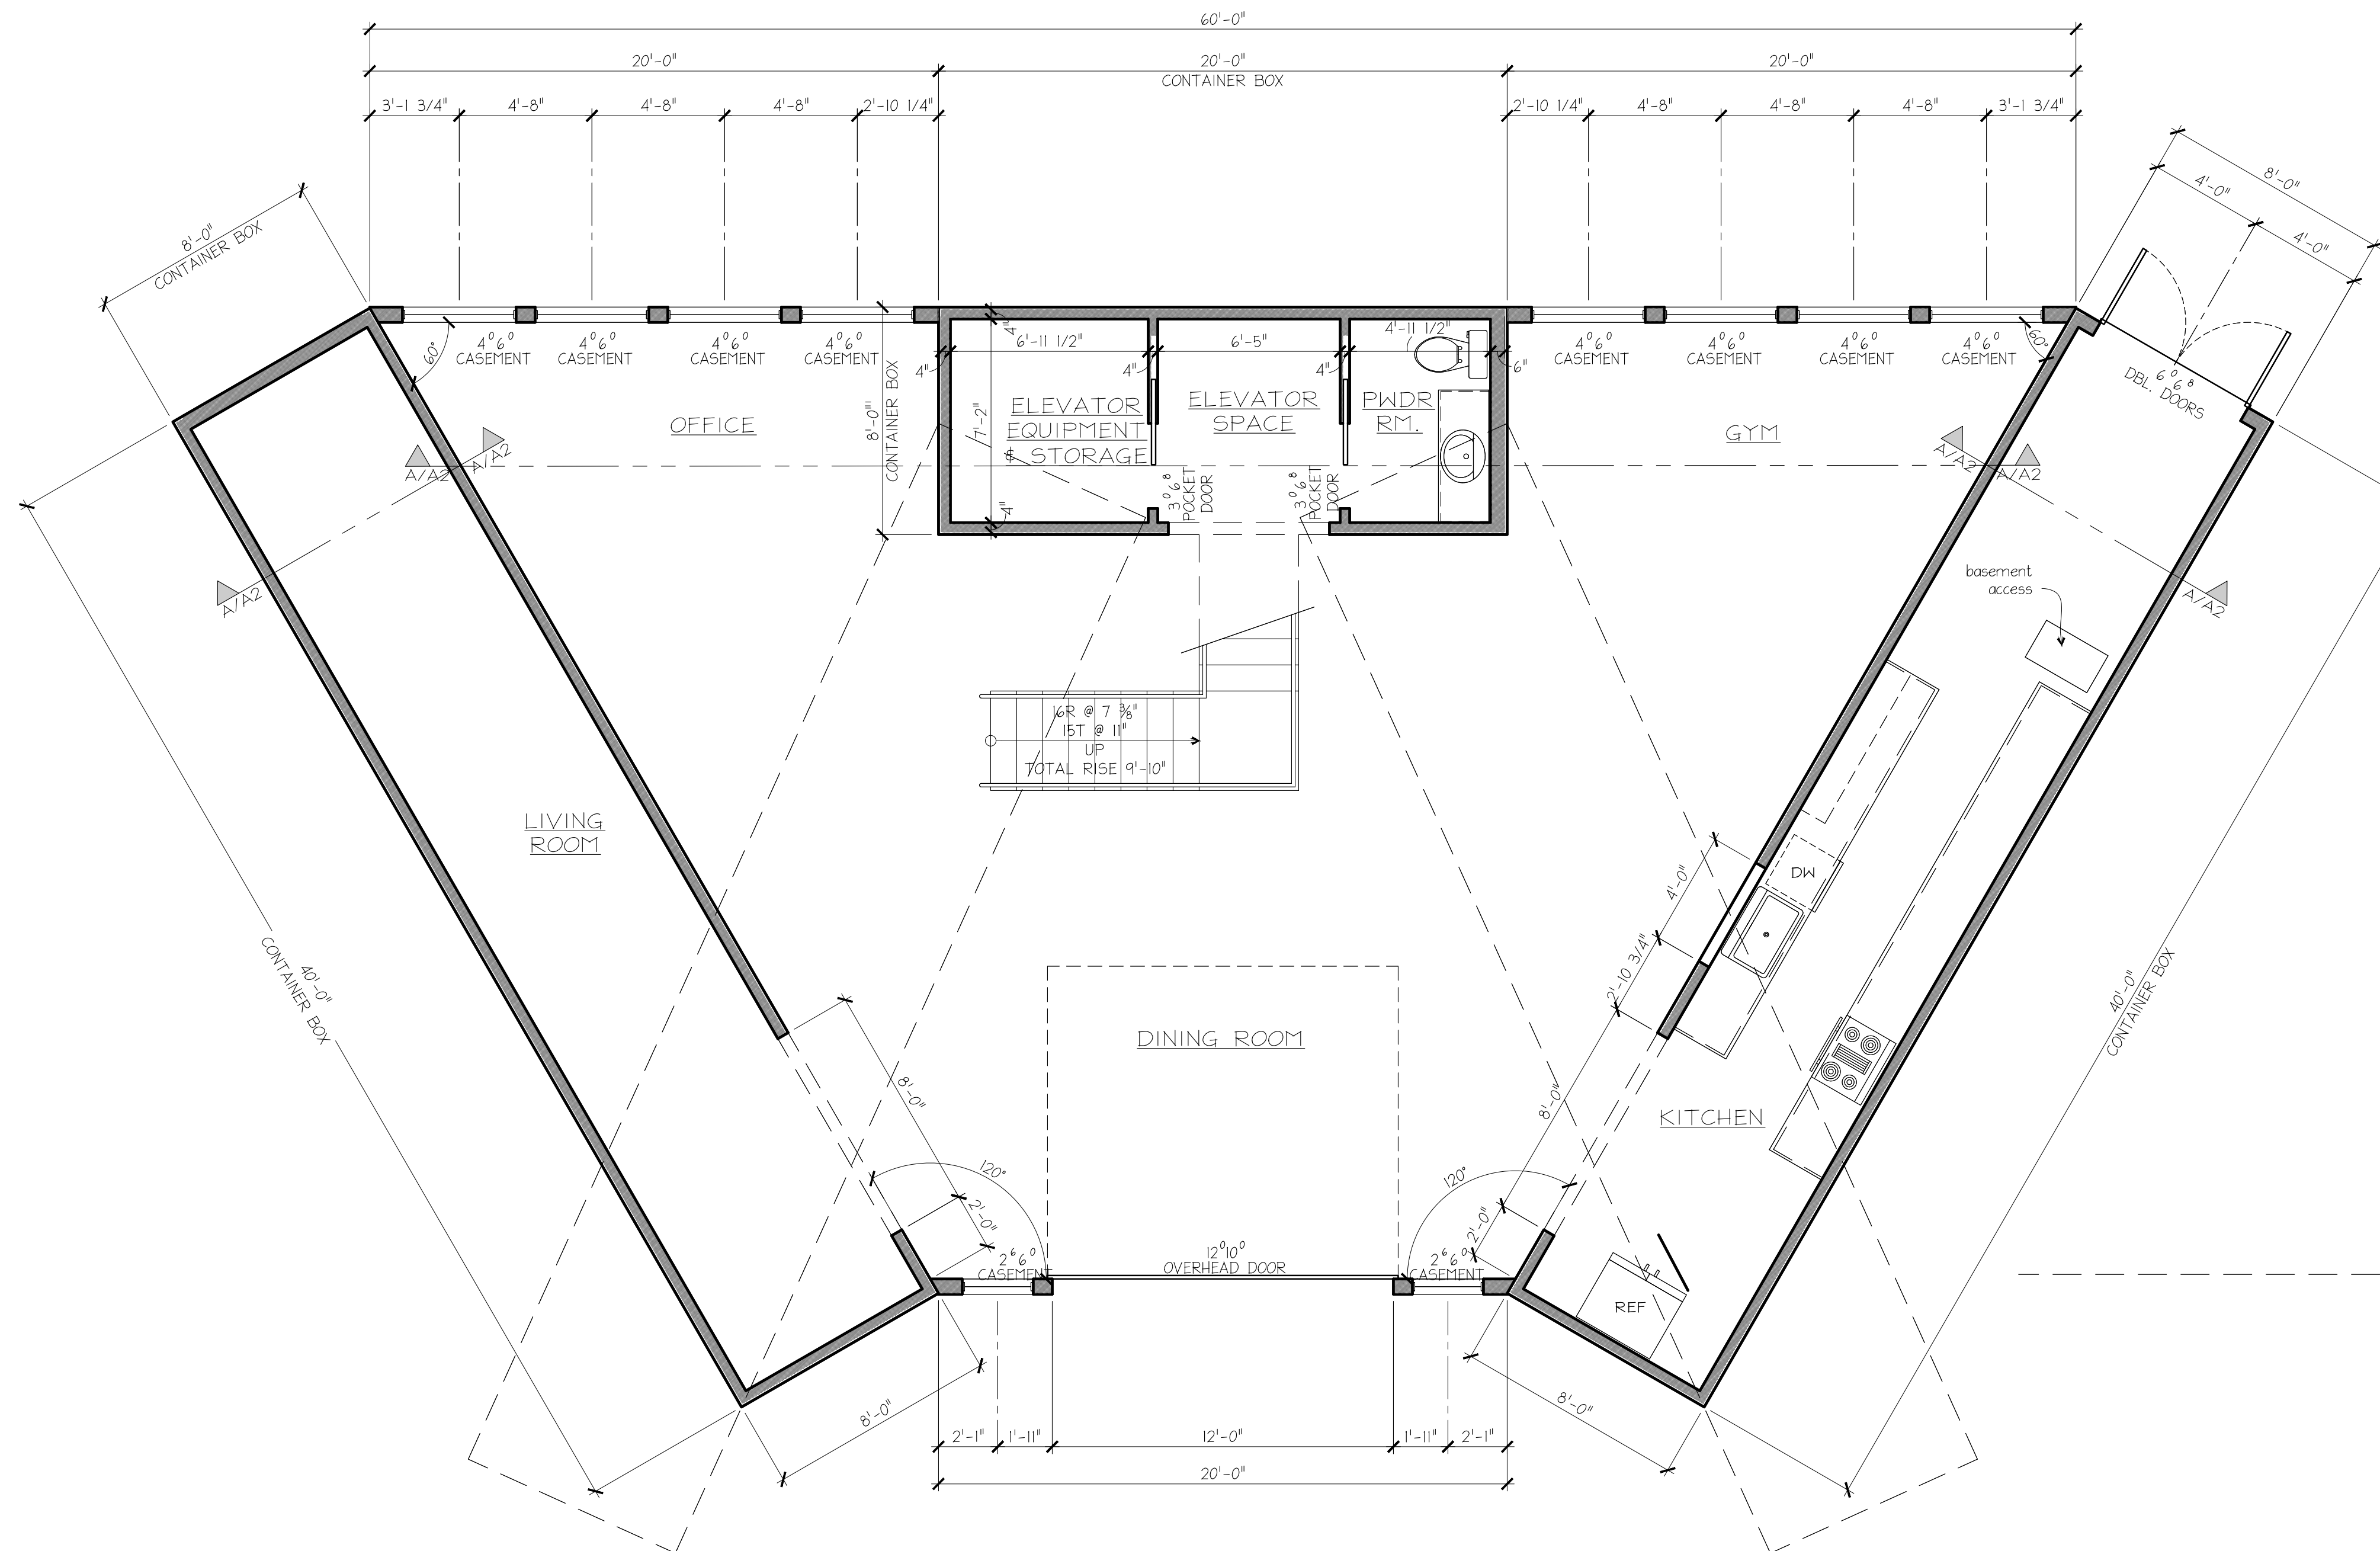 60'-0"
20'-0"
20'-0"
CONTAINER BOX
20'-0"
3'-1 3/4"
4'-8"
4'-8"
4'-8"
2'-10 1/4"
2'-10 1/4"
4'-8"
4'-8"
4'-8"
3'-1 3/4"
8'-0"
4'-0"
4'-0"
8'-0"
CONTAINER BOX
4⁰6⁰
CASEMENT
4⁰6⁰
CASEMENT
4⁰6⁰
CASEMENT
4⁰6⁰
CASEMENT
60°
4"
6'-11 1/2"
6'-5"
4'-11 1/2"
4"
4"
4"
6"
4⁰6⁰
CASEMENT
4⁰6⁰
CASEMENT
4⁰6⁰
CASEMENT
4⁰6⁰
CASEMENT
60°
6⁰6⁸
DBL. DOORS
OFFICE
8'-0"
CONTAINER BOX
7'-2"
4"
ELEVATOR
EQUIPMENT
& STORAGE
ELEVATOR
SPACE
PWDR
RM.
GYM
3⁰6⁸
POCKET
DOOR
3⁰6⁸
POCKET
DOOR
A/A2
A/A2
A/A2
A/A2
A/A2
A/A2
basement
access
16R @ 7 3/8"
15T @ 11"
UP
TOTAL RISE 9'-10"
LIVING
ROOM
DW
4'-0"
2'-10 3/4"
40'-0"
CONTAINER BOX
40'-0"
CONTAINER BOX
DINING ROOM
8'-0"
8'-0"
KITCHEN
120°
120°
2'-0"
2'-0"
2⁶6⁰
CASEMENT
12⁰10⁰
OVERHEAD DOOR
2⁶6⁰
CASEMENT
REF
8'-0"
8'-0"
2'-1"
1'-11"
12'-0"
1'-11"
2'-1"
20'-0"